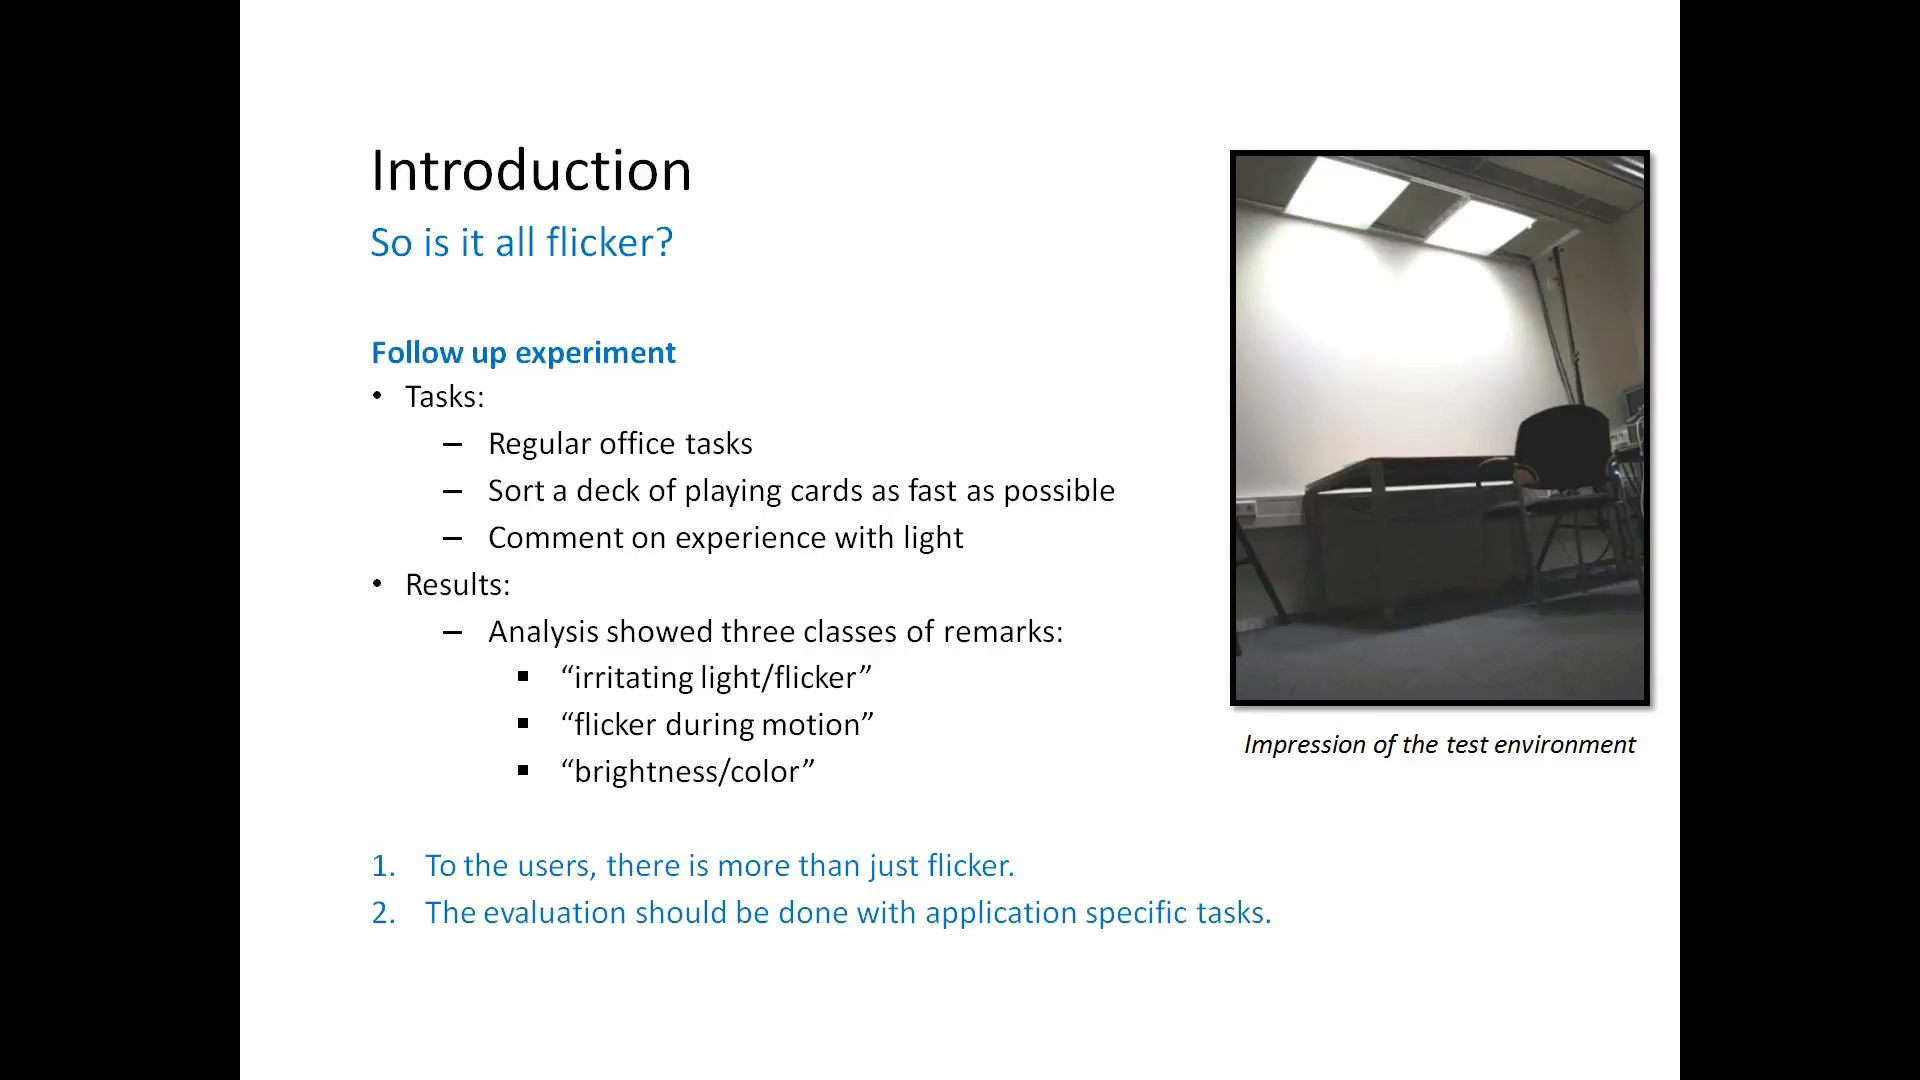 Introduction
So is it all flicker?
Follow up experiment
• Tasks:
– Regular office tasks
– Sort a deck of playing cards as fast as possible
– Comment on experience with light
• Results:
– Analysis showed three classes of remarks:
▪ “irritating light/flicker”
▪ “flicker during motion”
▪ “brightness/color”
Impression of the test environment
1. To the users, there is more than just flicker.
2. The evaluation should be done with application specific tasks.